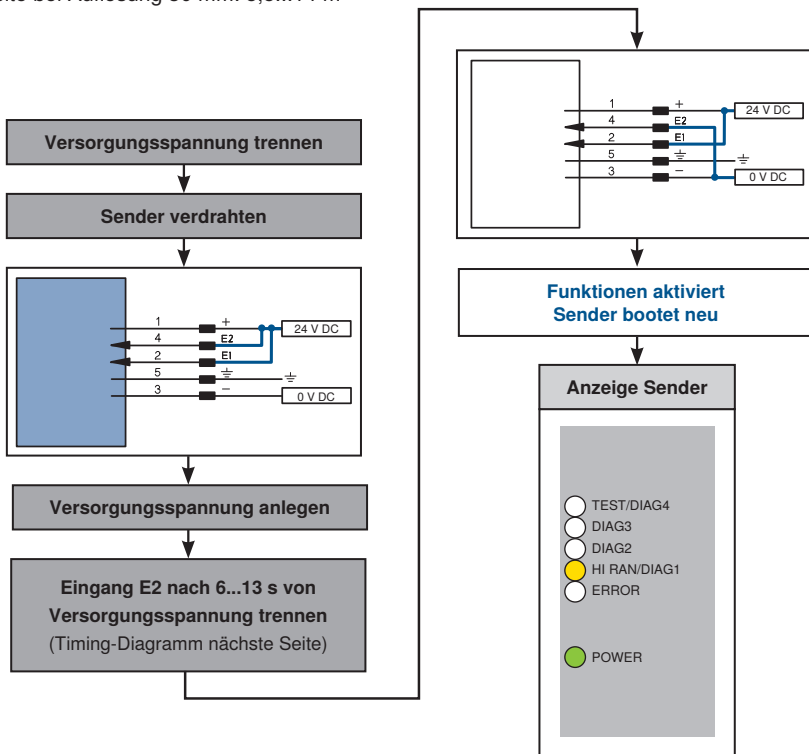 Versorgungsspannung trennen
Sender verdrahten
1 + 24 V DC
4 E2
2 E1
5
3 − 0 V DC
Versorgungsspannung anlegen
Eingang E2 nach 6...13 s von
Versorgungsspannung trennen
(Timing-Diagramm nächste Seite)
1 + 24 V DC
4 E2
2 E1
5
3 − 0 V DC
Funktionen aktiviert
Sender bootet neu
Anzeige Sender
TEST/DIAG4
DIAG3
DIAG2
HI RAN/DIAG1
ERROR
POWER